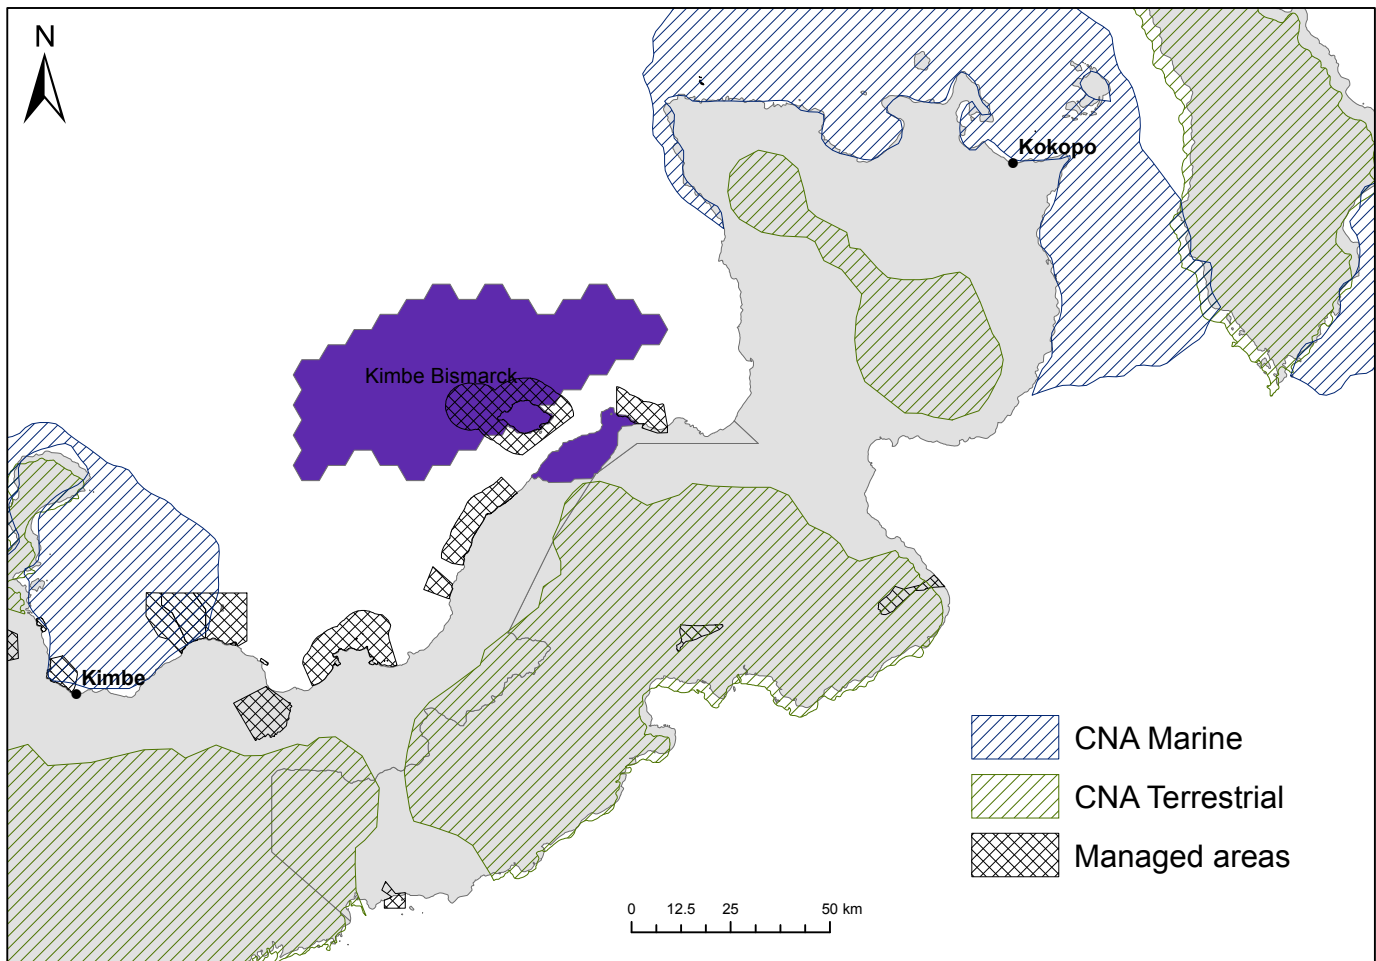 N
Kokopo
Kimbe Bismarck
Kimbe
CNA Marine
CNA Terrestrial
Managed areas
0 12.5 25 50 km